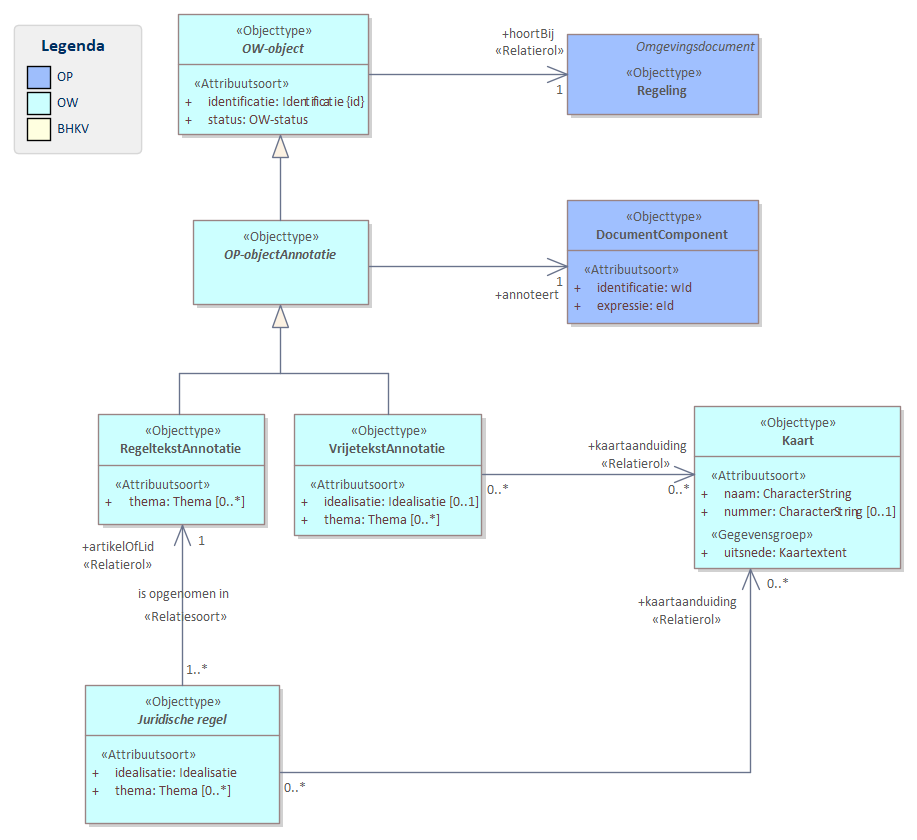 Legenda
OP
OW
BHKV
«Objecttype»
OW-object
«Attribuutsoort»
+ identificatie: Identificatie {id}
+ status: OW-status
+hoortBij
«Relatierol»
1
Omgevingsdocument
«Objecttype»
Regeling
«Objecttype»
OP-objectAnnotatie
1
+annoteert
«Objecttype»
DocumentComponent
«Attribuutsoort»
+ identificatie: wId
+ expressie: eId
«Objecttype»
RegeltekstAnnotatie
«Attribuutsoort»
+ thema: Thema [0..*]
«Objecttype»
VrijetekstAnnotatie
«Attribuutsoort»
+ idealisatie: Idealisatie [0..1]
+ thema: Thema [0..*]
+kaartaanduiding
«Relatierol»
0..*
0..*
«Objecttype»
Kaart
«Attribuutsoort»
+ naam: CharacterString
+ nummer: CharacterString [0..1]
«Gegevensgroep»
+ uitsnede: Kaartextent
+artikelOfLid
«Relatierol»
1
is opgenomen in
«Relatiesoort»
1..*
0..*
+kaartaanduiding
«Relatierol»
«Objecttype»
Juridische regel
«Attribuutsoort»
+ idealisatie: Idealisatie
+ thema: Thema [0..*]
0..*